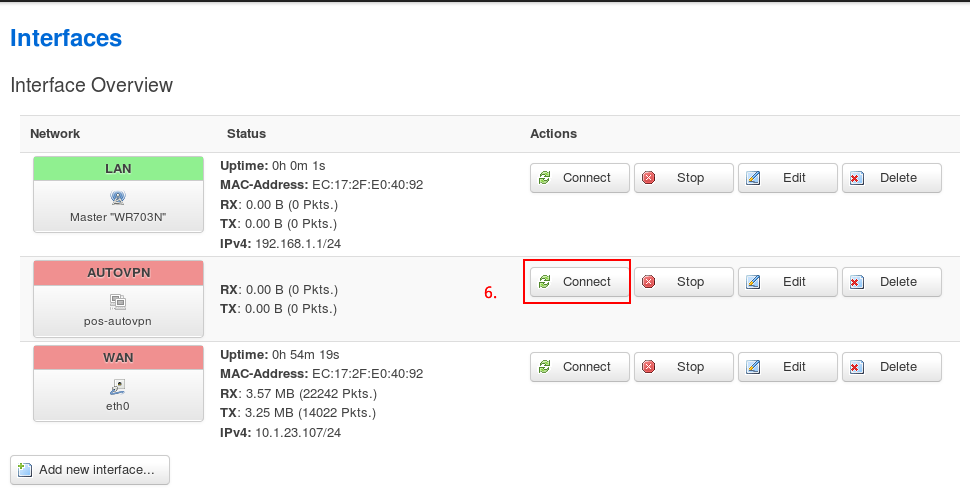 Interfaces
Interface Overview
Network Status Actions
LAN
Master "WR703N"
Uptime: 0h 0m 1s
MAC-Address: EC:17:2F:E0:40:92
RX: 0.00 B (0 Pkts.)
TX: 0.00 B (0 Pkts.)
IPv4: 192.168.1.1/24
Connect Stop Edit Delete
AUTOVPN
pos-autovpn
RX: 0.00 B (0 Pkts.)
TX: 0.00 B (0 Pkts.)
6.
Connect Stop Edit Delete
WAN
eth0
Uptime: 0h 54m 19s
MAC-Address: EC:17:2F:E0:40:92
RX: 3.57 MB (22242 Pkts.)
TX: 3.25 MB (14022 Pkts.)
IPv4: 10.1.23.107/24
Connect Stop Edit Delete
Add new interface...